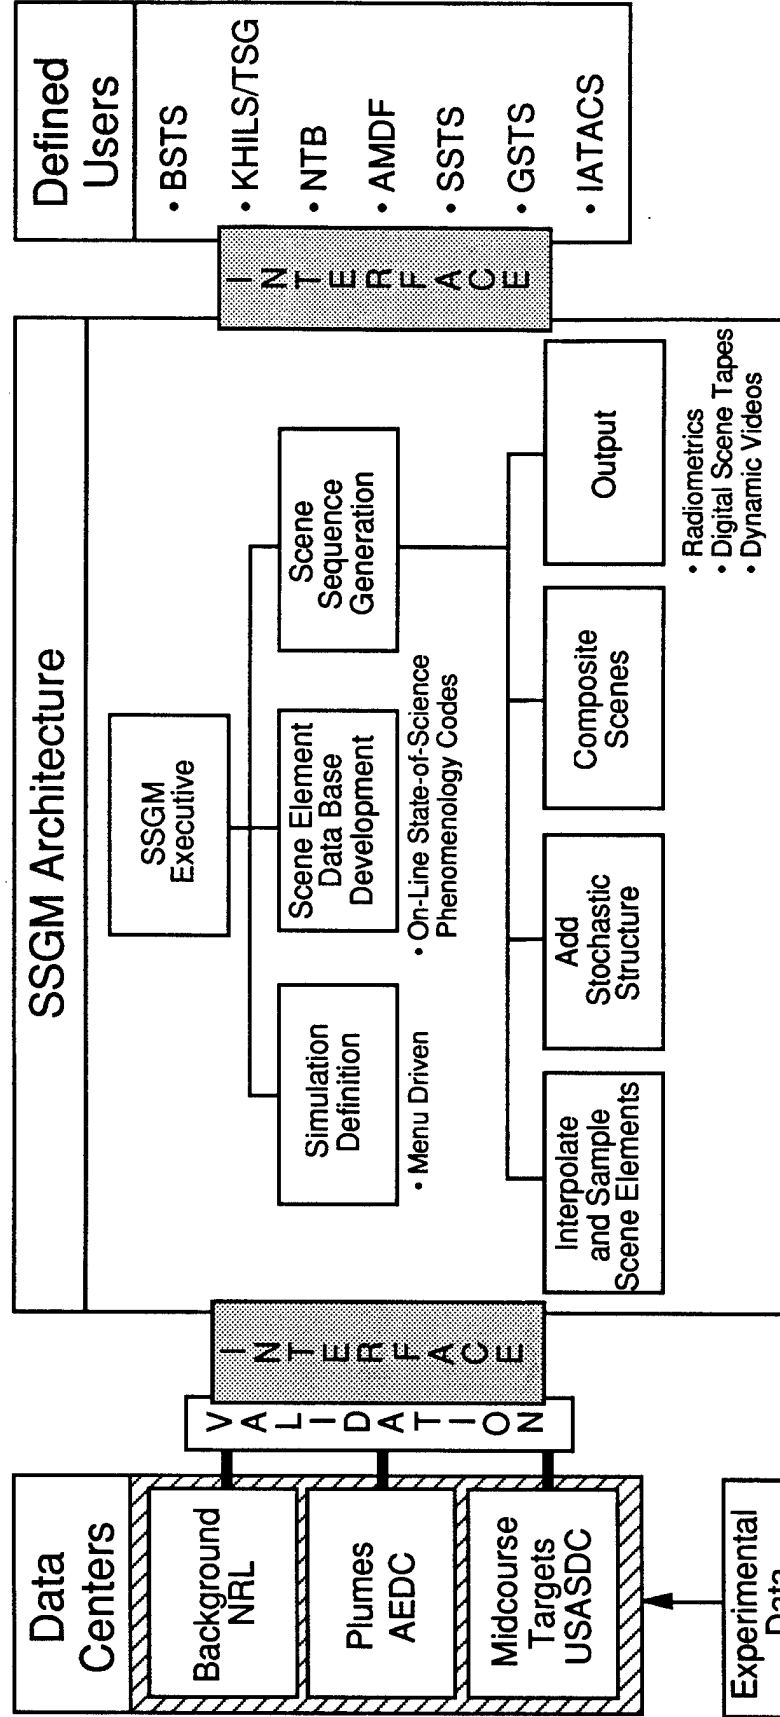 Data
Centers
Background
NRL
Plumes
AEDC
Midcourse
Targets
USASDC
Experimental
Data
VALIDATION
INTERFACE
SSGM Architecture
SSGM
Executive
Simulation
Definition
• Menu Driven
Scene Element
Data Base
Development
• On-Line State-of-Science
Phenomenology Codes
Scene
Sequence
Generation
Interpolate
and Sample
Scene Elements
Add
Stochastic
Structure
Composite
Scenes
Output
• Radiometrics
• Digital Scene Tapes
• Dynamic Videos
INTERFACE
Defined
Users
• BSTS
• KHILS/TSG
• NTB
• AMDF
• SSTS
• GSTS
• IATACS